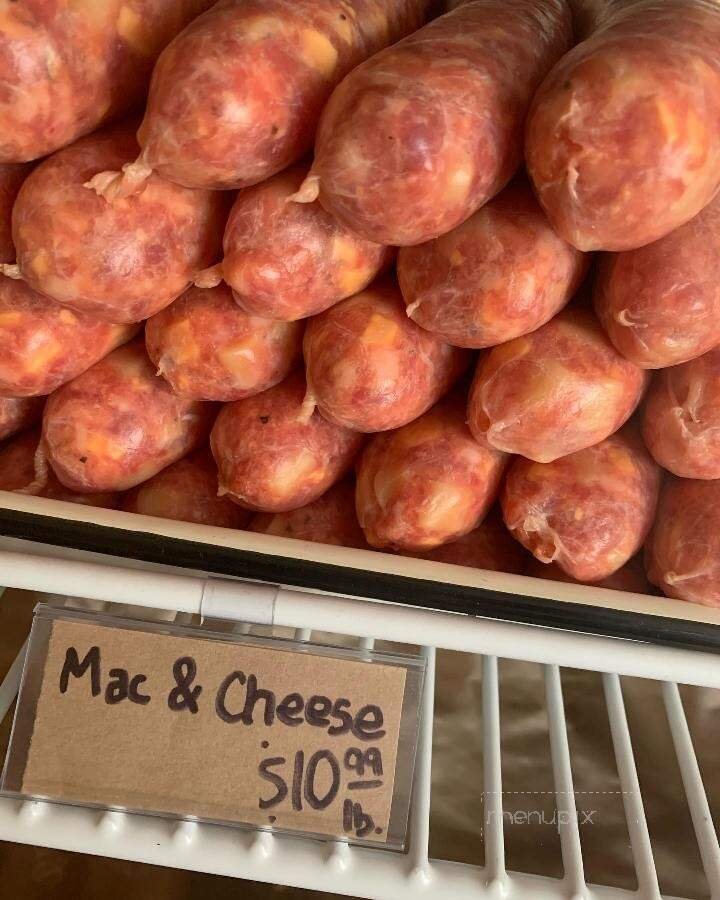 Mac & Cheese
$10.99
lb.
menupix